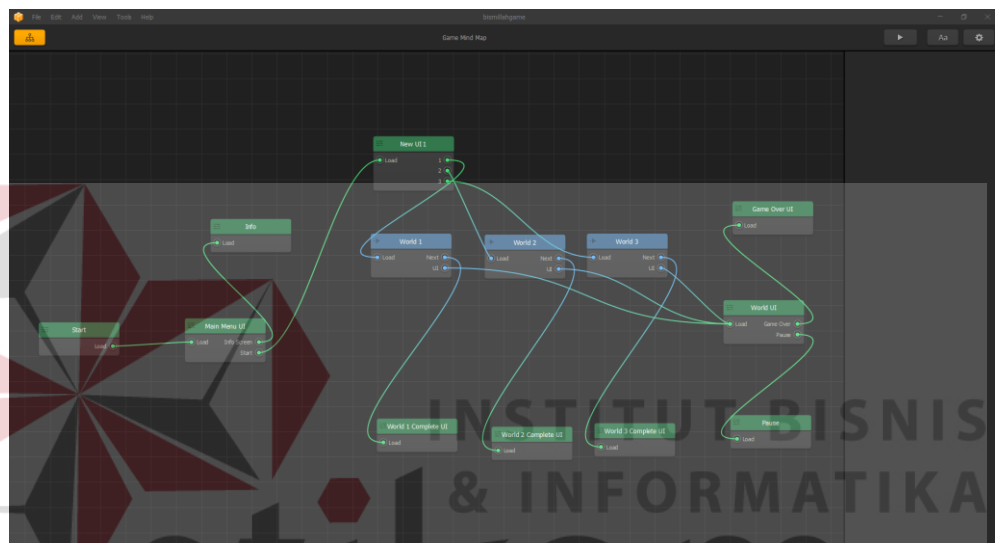 File Edit Add View Tools Help
bismillahgame
Game Mind Map
Aa
New UI 1
Load 1
2
3
Info
Load
Game Over UI
Load
World 1
Load Next
UI
World 2
Load Next
UI
World 3
Load Next
UI
World UI
Load Game Over
Pause
Start
Load
Main Menu UI
Load Info Screen
Start
World 1 Complete UI
Load
World 2 Complete UI
Load
World 3 Complete UI
Load
Pause
Load
INSTITUT BISNIS
& INFORMATIKA